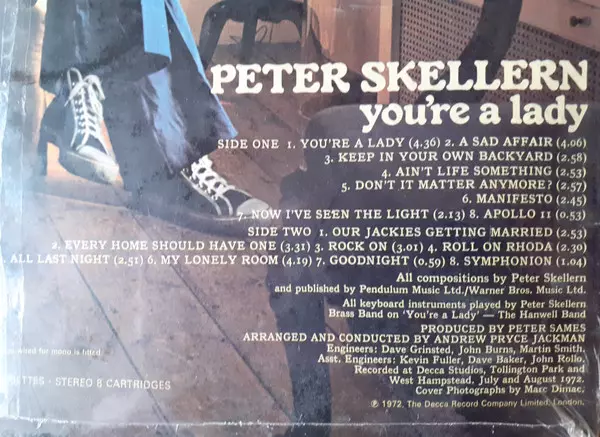 PETER SKELLERN
you're a lady
SIDE ONE 1. YOU'RE A LADY (4.36) 2. A SAD AFFAIR (4.06)
3. KEEP IN YOUR OWN BACKYARD (2.58)
4. AIN'T LIFE SOMETHING (2.53)
5. DON'T IT MATTER ANYMORE? (2.57)
6. MANIFESTO (2.45)
7. NOW I'VE SEEN THE LIGHT (2.13) 8. APOLLO 11 (0.53)
SIDE TWO 1. OUR JACKIES GETTING MARRIED (2.53)
2. EVERY HOME SHOULD HAVE ONE (3.31) 3. ROCK ON (3.01) 4. ROLL ON RHODA (2.30)
ALL LAST NIGHT (2.51) 6. MY LONELY ROOM (4.19) 7. GOODNIGHT (0.59) 8. SYMPHONION (1.04)
All compositions by Peter Skellern
and published by Pendulum Music Ltd./Warner Bros. Music Ltd.
All keyboard instruments played by Peter Skellern
Brass Band on 'You're a Lady' — The Hanwell Band
PRODUCED BY PETER SAMES
ARRANGED AND CONDUCTED BY ANDREW PRYCE JACKMAN
Engineers: Dave Grinsted, John Burns, Martin Smith.
Asst. Engineers: Kevin Fuller, Dave Baker, John Rollo.
Recorded at Decca Studios, Tollington Park and
West Hampstead. July and August 1972.
Cover Photographs by Marc Dimac.
℗ 1972, The Decca Record Company Limited, London.
wired for mono is fitted
- STEREO 8 CARTRIDGES